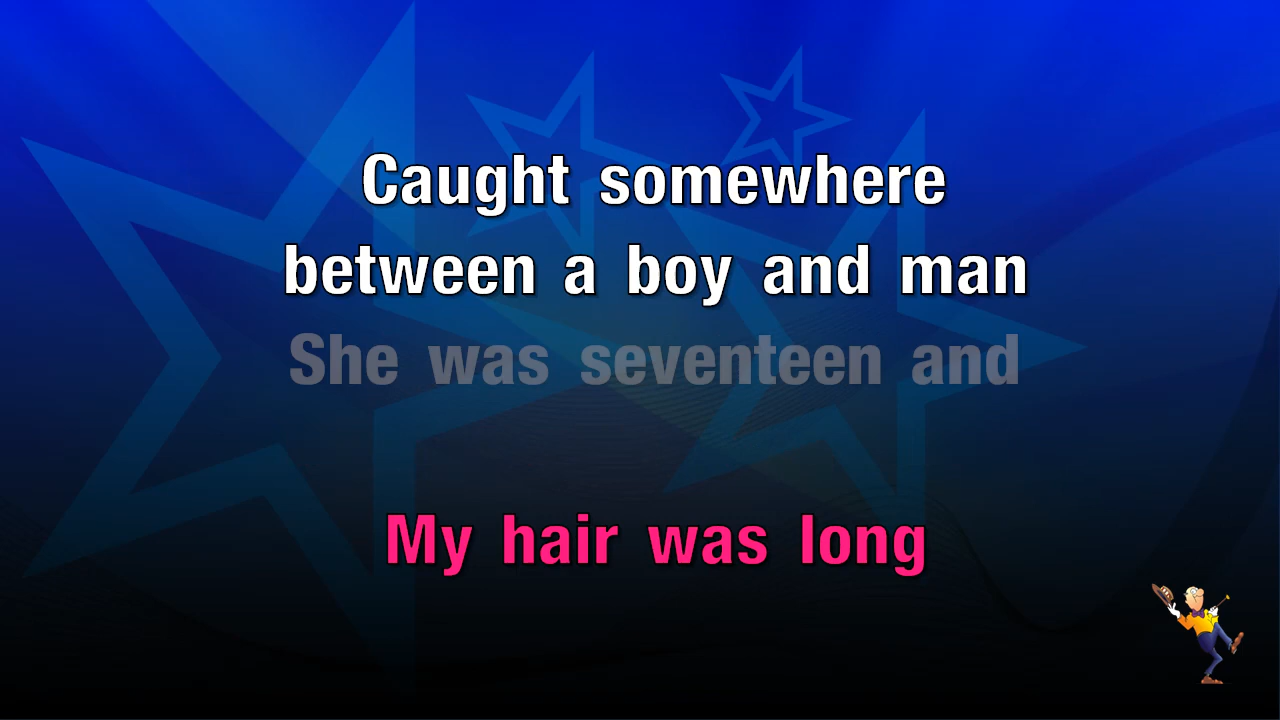 Caught somewhere
between a boy and man
She was seventeen and
My hair was long